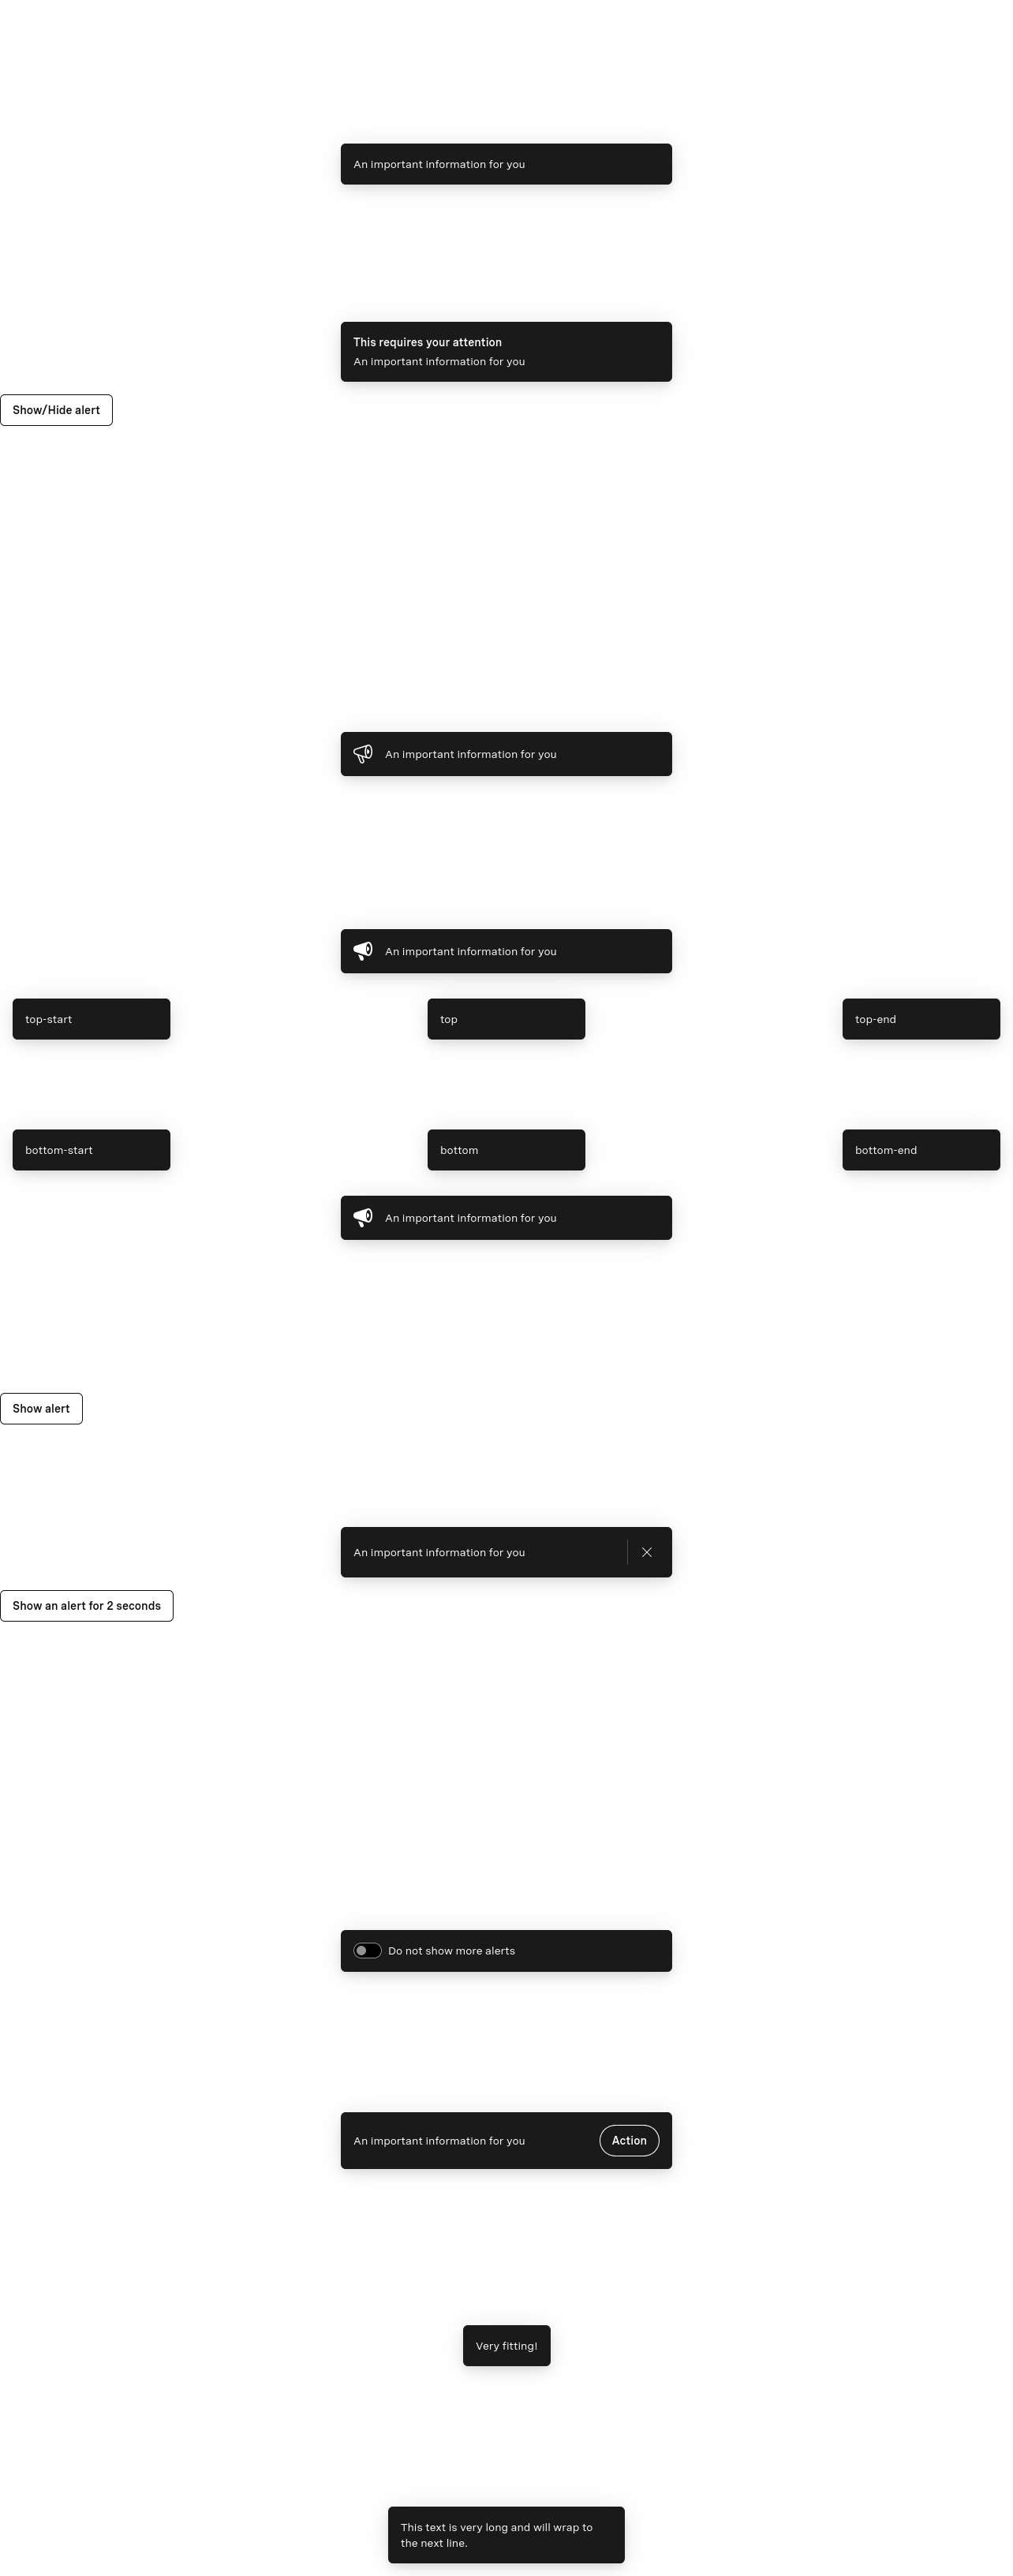 An important information for you
This requires your attention
An important information for you
Show/Hide alert
An important information for you
An important information for you
top-start
top
top-end
bottom-start
bottom
bottom-end
An important information for you
Show alert
An important information for you
Show an alert for 2 seconds
Do not show more alerts
An important information for you
Action
Very fitting!
This text is very long and will wrap to
the next line.